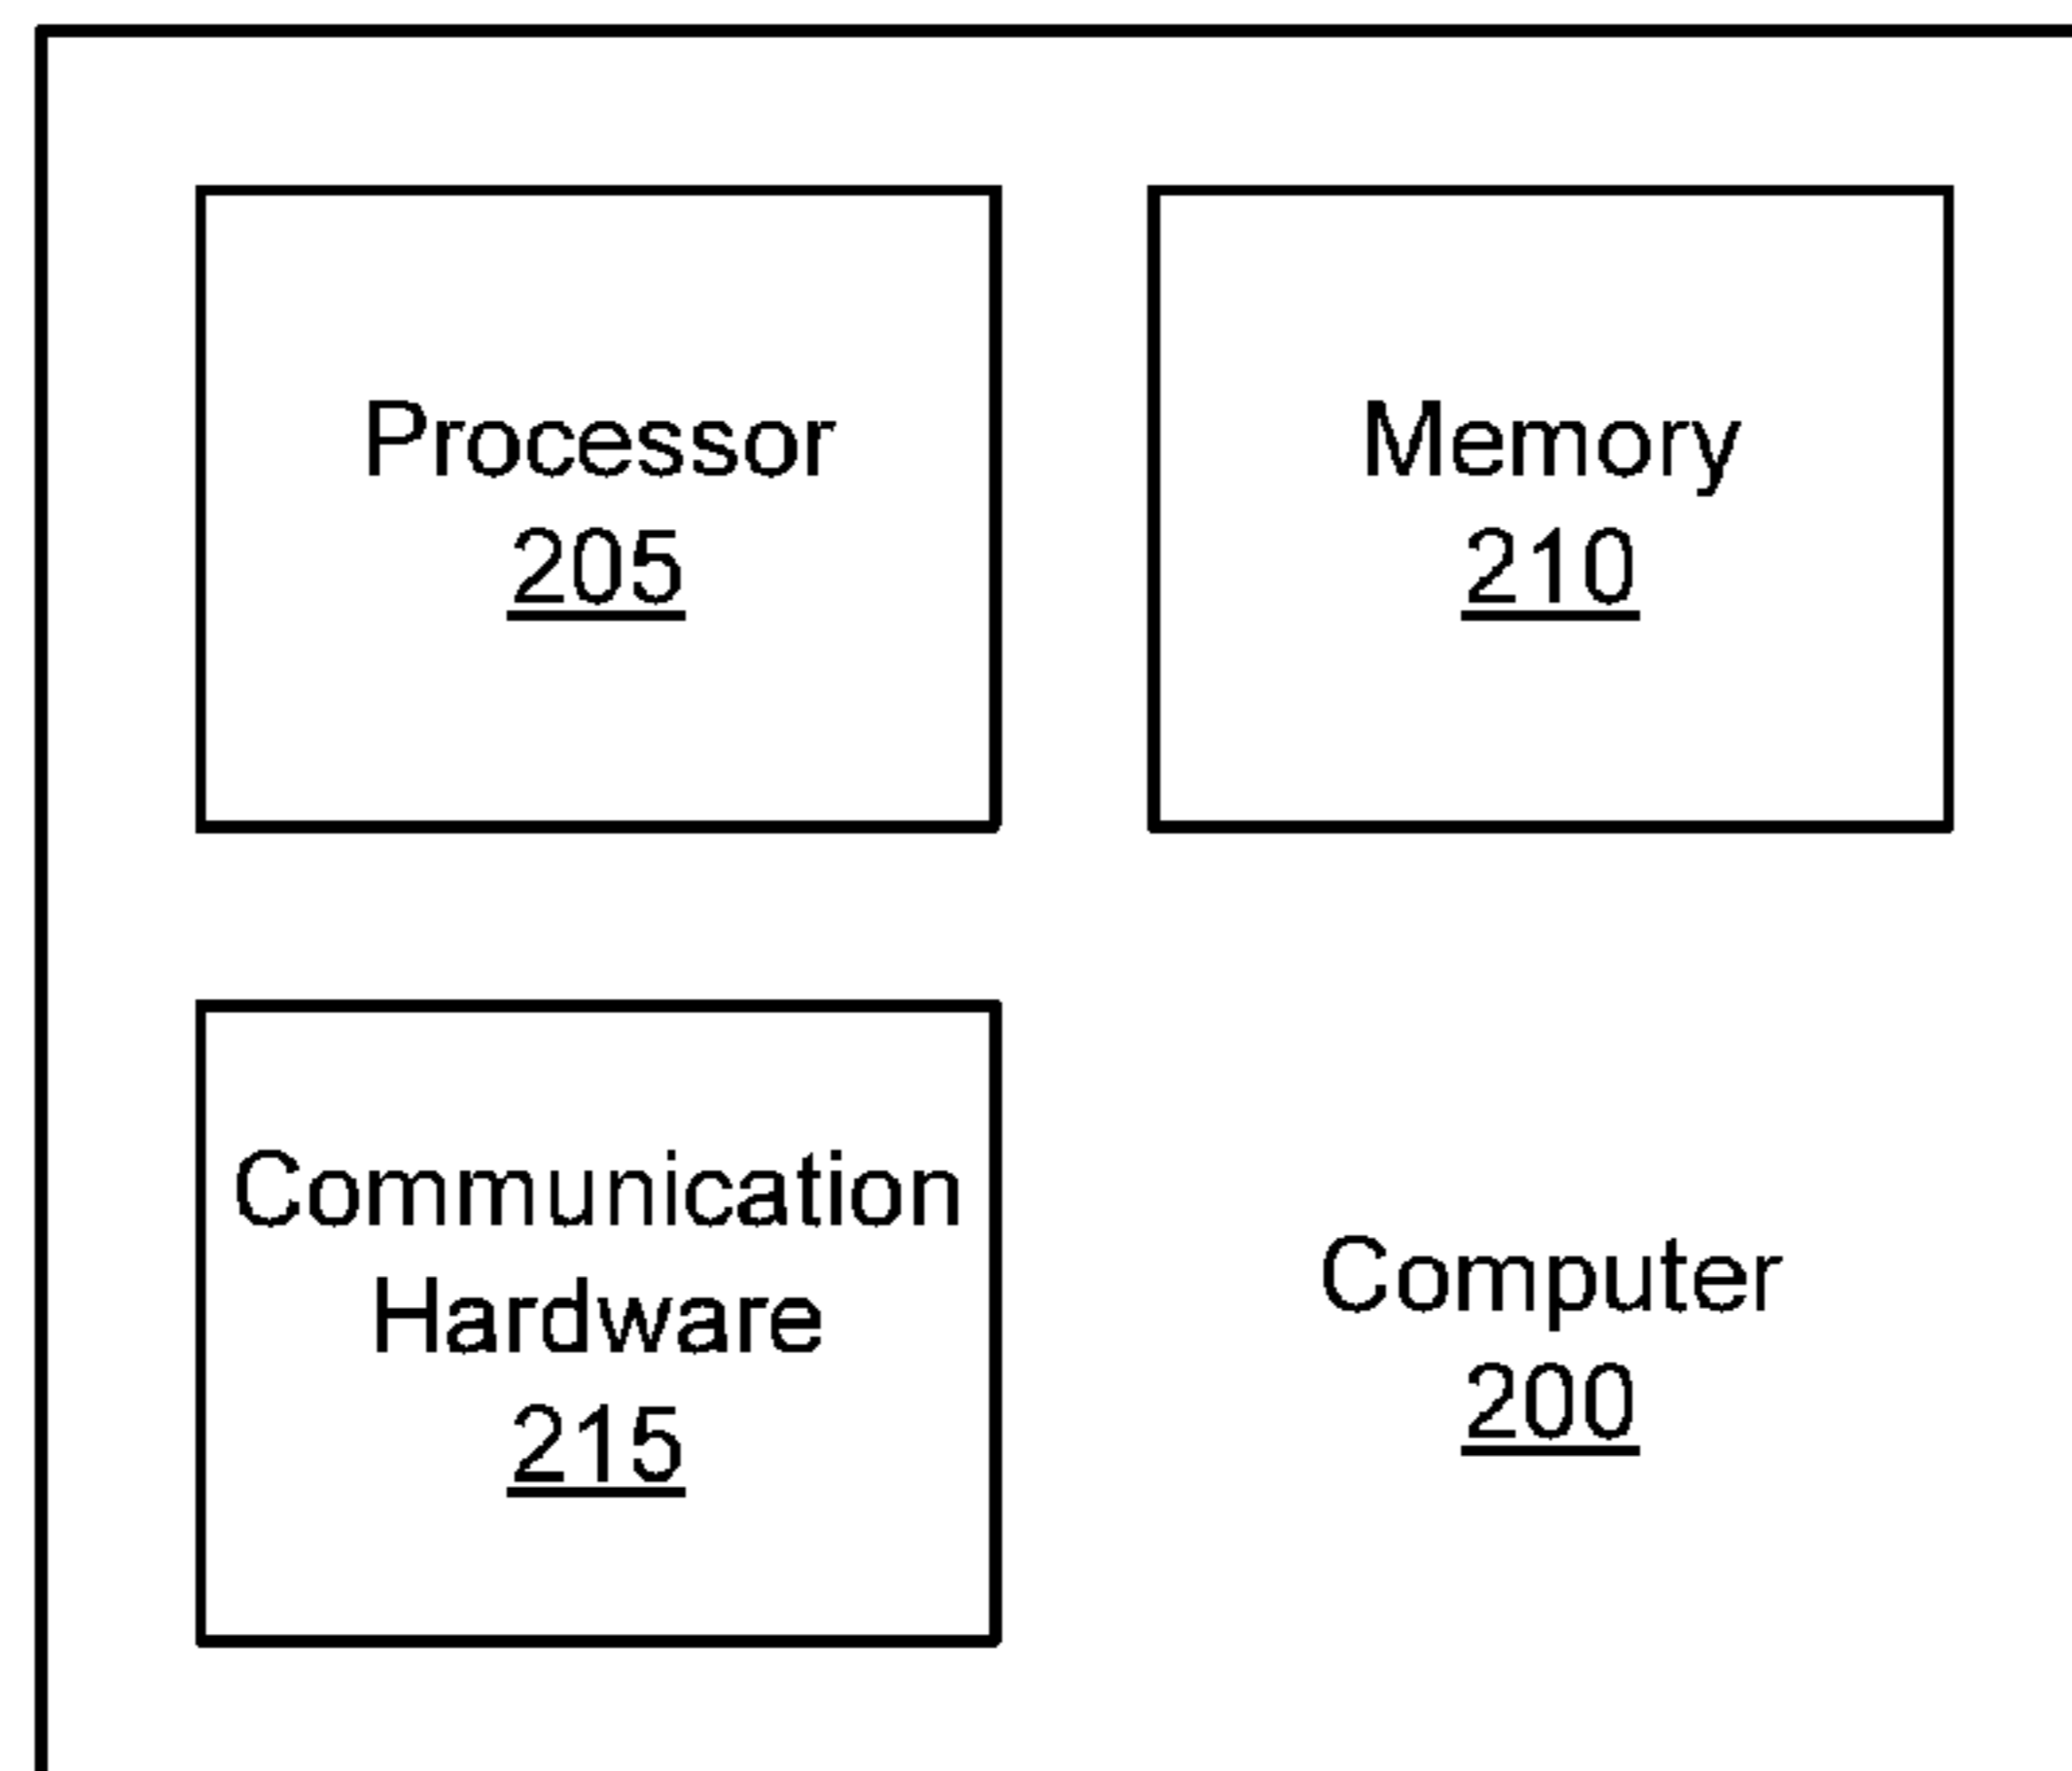 Processor
205
Memory
210
Communication
Hardware
215
Computer
200